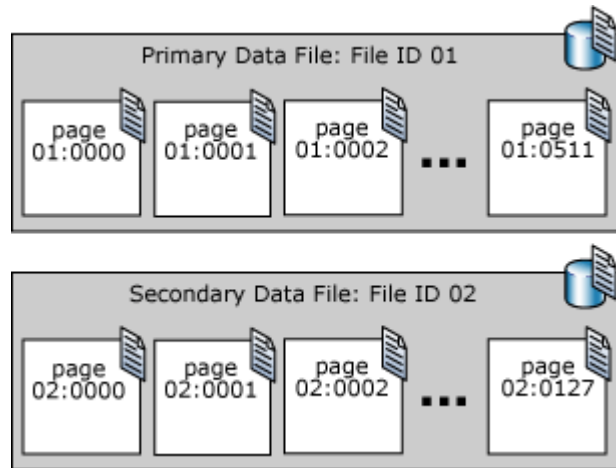 Primary Data File: File ID 01
page
01:0000
page
01:0001
page
01:0002
...
page
01:0511
Secondary Data File: File ID 02
page
02:0000
page
02:0001
page
02:0002
...
page
02:0127